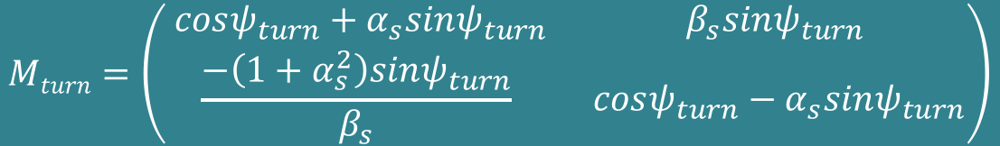 M_turn = ( cosψ_turn + α_s sinψ_turn    β_s sinψ_turn
−(1 + α_s²)sinψ_turn / β_s    cosψ_turn − α_s sinψ_turn )